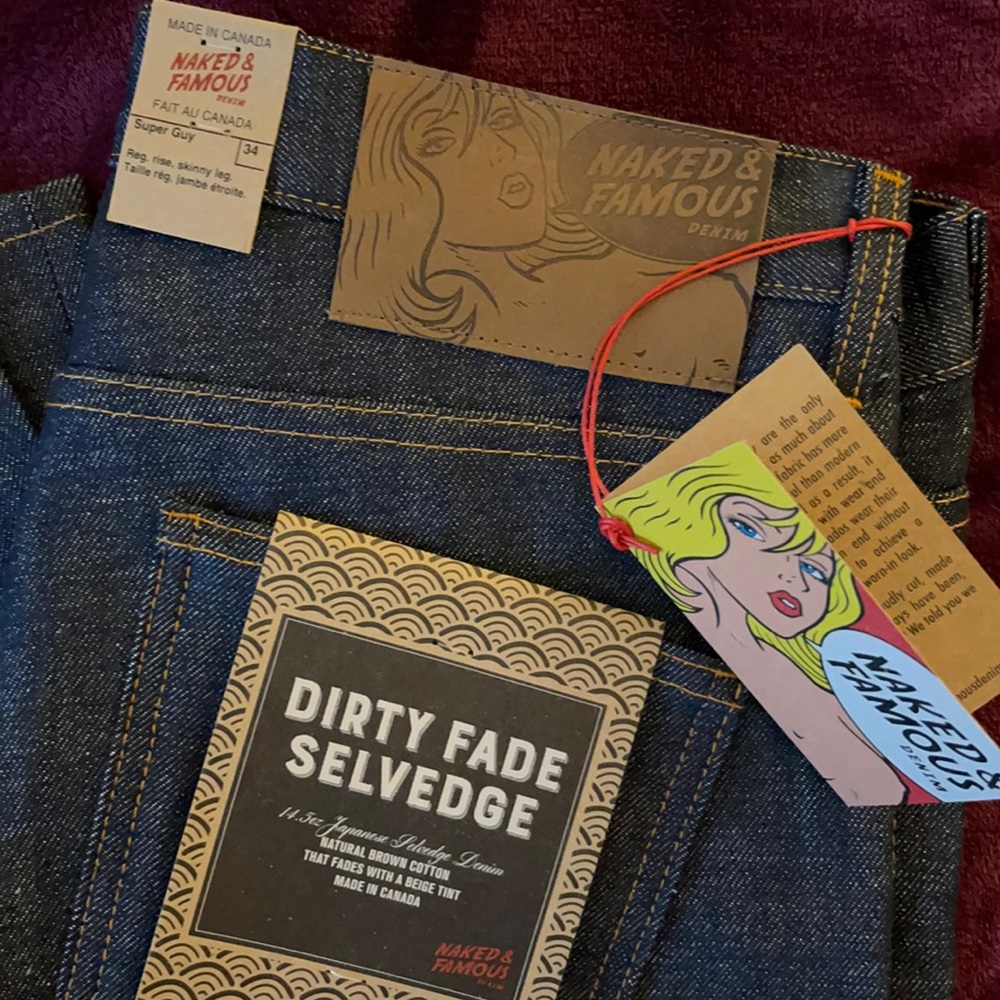 MADE IN CANADA
NAKED &
FAMOUS
DENIM
FAIT AU CANADA
Super Guy
34
Reg. rise, skinny leg.
Taille rég, jambe étroite.
NAKED &
FAMOUS
DENIM
are the only
as much about
fabric has more
than modern
as a result, it
with wear and
wear their
end without
to achieve a
worn-in look.
cut, made
have been,
We told you we
NAKED &
FAMOUS
DENIM
DIRTY FADE
SELVEDGE
14.5oz Japanese Selvedge Denim
NATURAL BROWN COTTON
THAT FADES WITH A BEIGE TINT
MADE IN CANADA
NAKED &
FAMOUS
DENIM